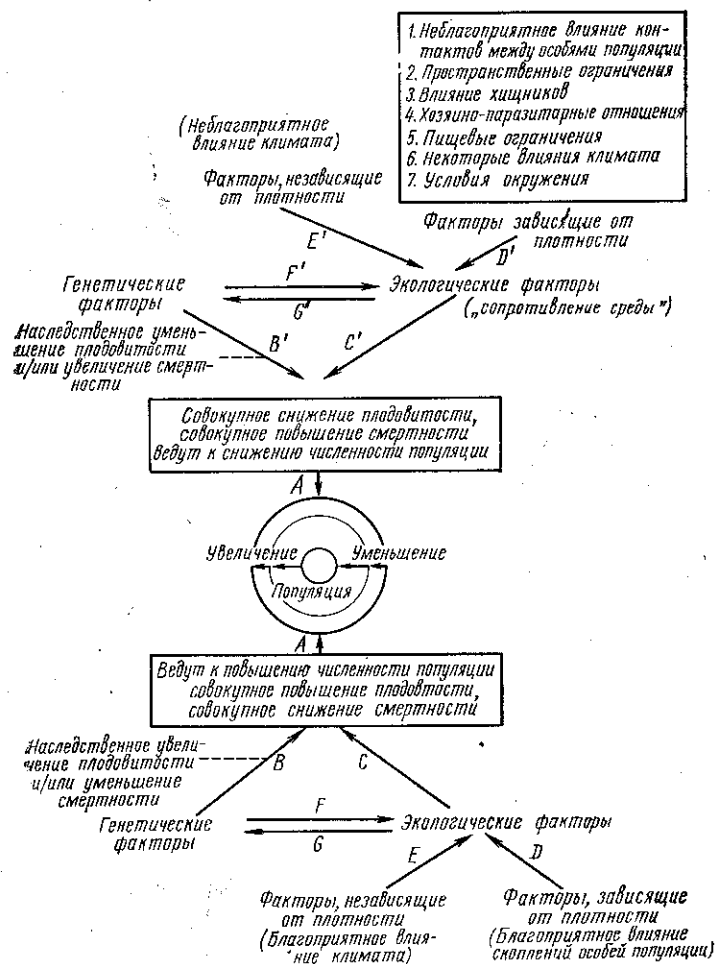 1. Неблагоприятное влияние кон-
тактов между особями популяции
2. Пространственные ограничения
3. Влияние хищников
4. Хозяино-паразитарные отношения
5. Пищевые ограничения
6. Некоторые влияния климата
7. Условия окружения
(Неблагоприятное
влияние климата)
Факторы, независящие
от плотности
Факторы зависящие от
плотности
E'
D'
Генетические
факторы
F'
G'
Экологические факторы
(„сопротивление среды")
Наследственное умень-
шение плодовитости
и/или увеличение смерт-
ности
B'
C'
Совокупное снижение плодовитости,
совокупное повышение смертности
ведут к снижению численности популяции
A
Увеличение
Уменьшение
Популяция
A
Ведут к повышению численности популяции
совокупное повышение плодовтости,
совокупное снижение смертности
Наследственное увели-
чение плодовитости
и/или уменьшение
смертности
B
C
Генетические
факторы
F
G
Экологические факторы
E
D
Факторы, независящие
от плотности
(Благоприятное влия-
ние климата)
Факторы, зависящие
от плотности
(Благоприятное влияние
скоплений особей популяции)